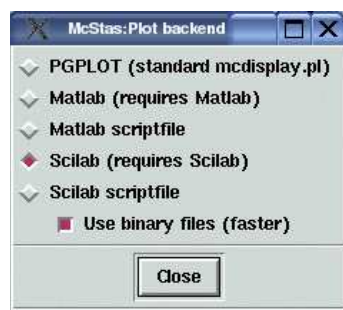 McStas:Plot backend
PGPLOT (standard mcdisplay.pl)
Matlab (requires Matlab)
Matlab scriptfile
Scilab (requires Scilab)
Scilab scriptfile
Use binary files (faster)
Close